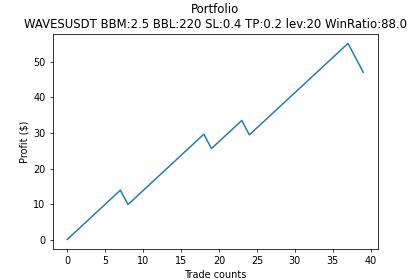 Portfolio
WAVESUSDT BBM:2.5 BBL:220 SL:0.4 TP:0.2 lev:20 WinRatio:88.0
Profit ($)
50
40
30
20
10
0
0 5 10 15 20 25 30 35 40
Trade counts